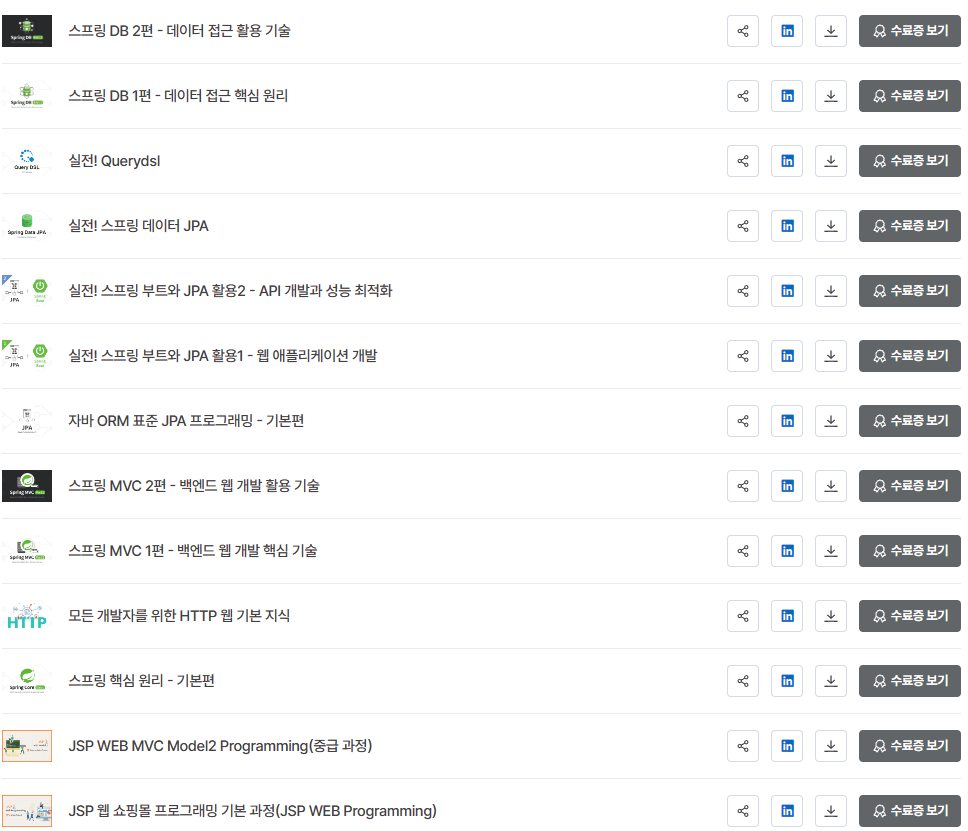 스프링 DB 2편 - 데이터 접근 활용 기술 수료증 보기
스프링 DB 1편 - 데이터 접근 핵심 원리 수료증 보기
Query DSL 실전! Querydsl 수료증 보기
Spring Data JPA 실전! 스프링 데이터 JPA 수료증 보기
JPA 실전! 스프링 부트와 JPA 활용2 - API 개발과 성능 최적화 수료증 보기
JPA 실전! 스프링 부트와 JPA 활용1 - 웹 애플리케이션 개발 수료증 보기
JPA 자바 ORM 표준 JPA 프로그래밍 - 기본편 수료증 보기
Spring MVC 스프링 MVC 2편 - 백엔드 웹 개발 활용 기술 수료증 보기
Spring MVC 스프링 MVC 1편 - 백엔드 웹 개발 핵심 기술 수료증 보기
HTTP 모든 개발자를 위한 HTTP 웹 기본 지식 수료증 보기
Spring Core 스프링 핵심 원리 - 기본편 수료증 보기
JSP WEB MVC Model2 Programming(중급 과정) 수료증 보기
JSP 웹 쇼핑몰 프로그래밍 기본 과정(JSP WEB Programming) 수료증 보기